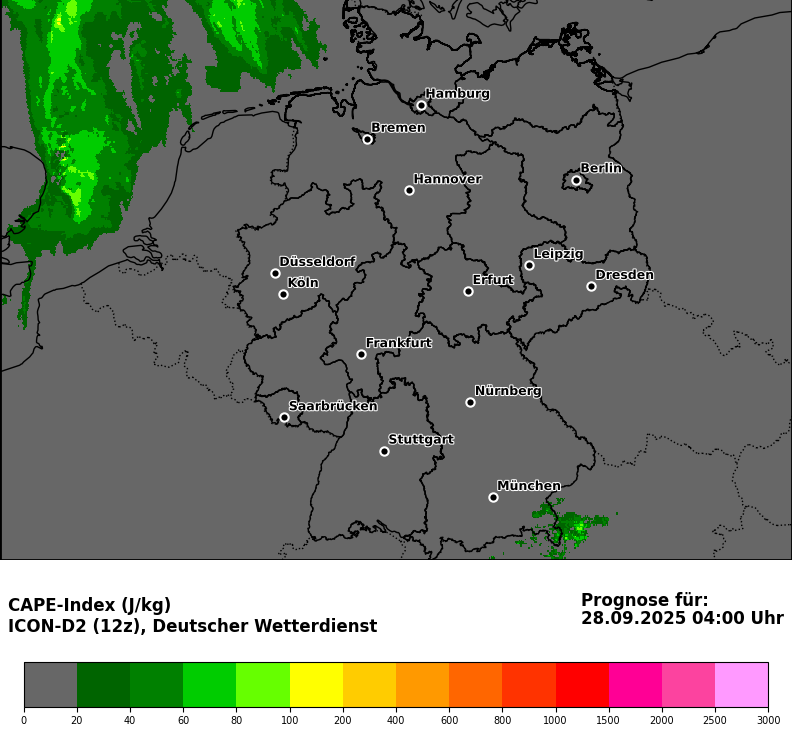 Hamburg
Bremen
Berlin
Hannover
Leipzig
Düsseldorf
Dresden
Erfurt
Köln
Frankfurt
Nürnberg
Saarbrücken
Stuttgart
München
CAPE-Index (J/kg)
ICON-D2 (12z), Deutscher Wetterdienst
Prognose für:
28.09.2025 04:00 Uhr
0 20 40 60 80 100 200 400 600 800 1000 1500 2000 2500 3000